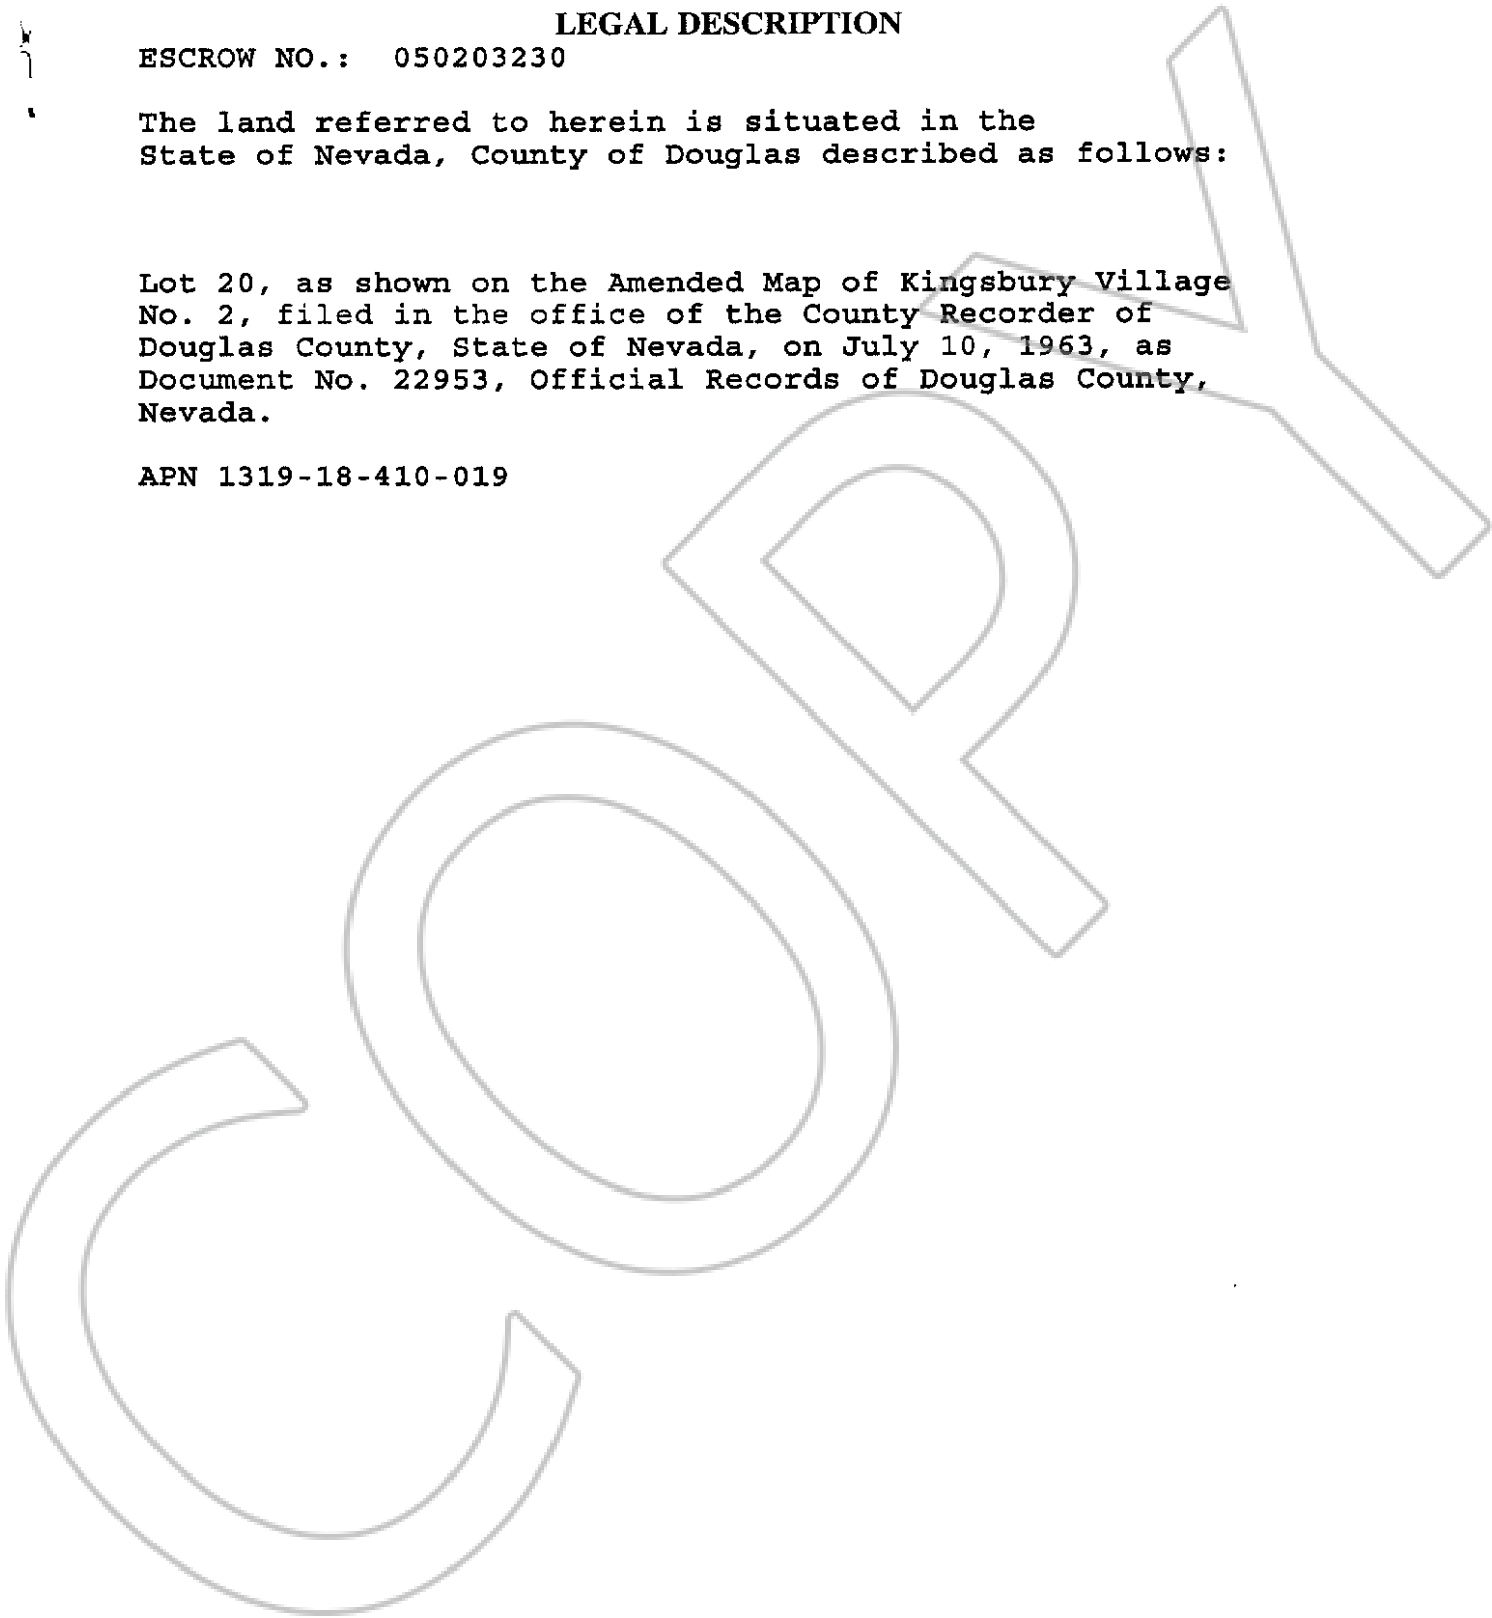 LEGAL DESCRIPTION
ESCROW NO.: 050203230
The land referred to herein is situated in the
State of Nevada, County of Douglas described as follows:
Lot 20, as shown on the Amended Map of Kingsbury Village
No. 2, filed in the office of the County Recorder of
Douglas County, State of Nevada, on July 10, 1963, as
Document No. 22953, Official Records of Douglas County,
Nevada.
APN 1319-18-410-019
COPY